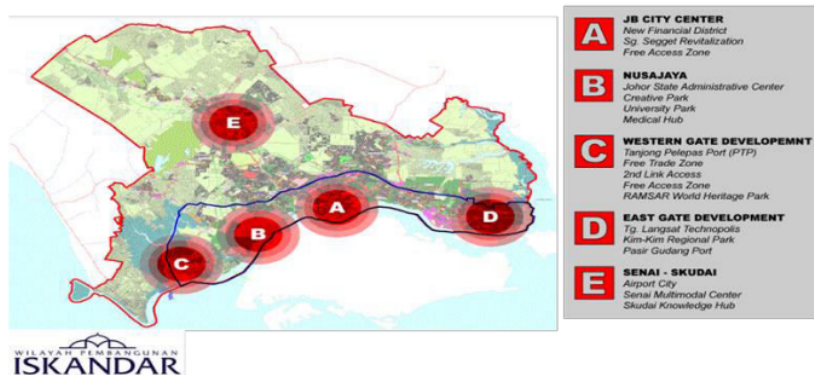 A
B
C
D
E
A
JB CITY CENTER
New Financial District
Sg. Segget Revitalization
Free Access Zone
B
NUSAJAYA
Johor State Administrative Center
Creative Park
University Park
Medical Hub
C
WESTERN GATE DEVELOPEMNT
Tanjong Pelepas Port (PTP)
Free Trade Zone
2nd Link Access
Free Access Zone
RAMSAR World Heritage Park
D
EAST GATE DEVELOPMENT
Tg. Langsat Technopolis
Kim-Kim Regional Park
Pasir Gudang Port
E
SENAI - SKUDAI
Airport City
Senai Multimodal Center
Skudai Knowledge Hub
WILAYAH PEMBANGUNAN
ISKANDAR